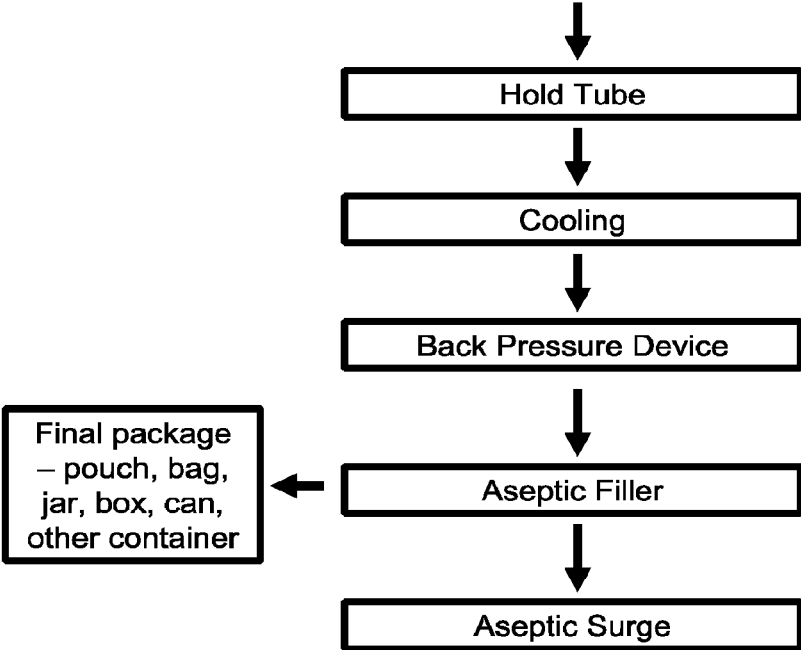 Hold Tube
Cooling
Back Pressure Device
Final package
– pouch, bag,
jar, box, can,
other container
Aseptic Filler
Aseptic Surge